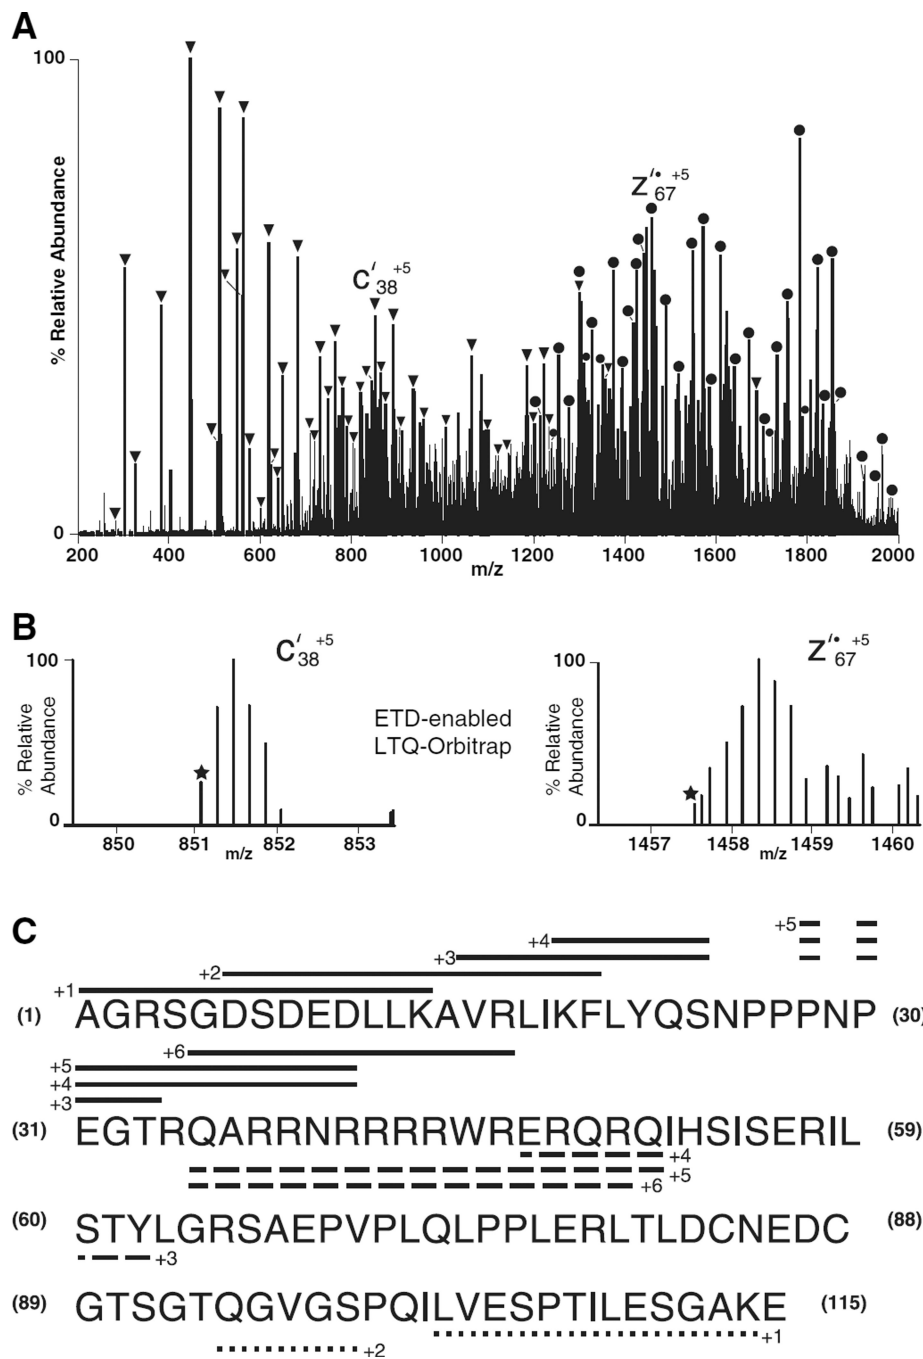 A
100
% Relative Abundance
0
C′38 +5
Z′•67 +5
200 400 600 800 1000 1200 1400 1600 1800 2000
m/z
B
C′38 +5
100
% Relative
Abundance
0
850 851 852 853
m/z
ETD-enabled
LTQ-Orbitrap
Z′•67 +5
100
% Relative
Abundance
0
1457 1458 1459 1460
m/z
C
+5
+4
+3
+2
+1
(1) AGRSGDSDEDLLKAVRLIKFLYQSNPPPNP (30)
+6
+5
+4
+3
(31) EGTRQARRNRRRRWRERQRQIHSISERIL (59)
+4
+5
+6
(60) STYLGRSAEPVPLQLPPLERLTLDCNEDC (88)
+3
(89) GTSGTQGVGSPQILVESPTILESGAKE (115)
+1
+2